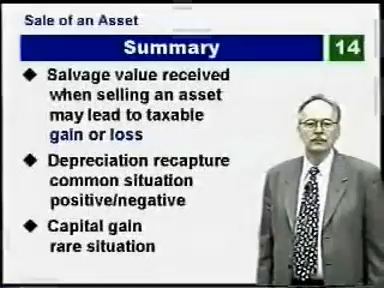 Sale of an Asset
Summary
14
◆ Salvage value received
when selling an asset
may lead to taxable
gain or loss
◆ Depreciation recapture
common situation
positive/negative
◆ Capital gain
rare situation